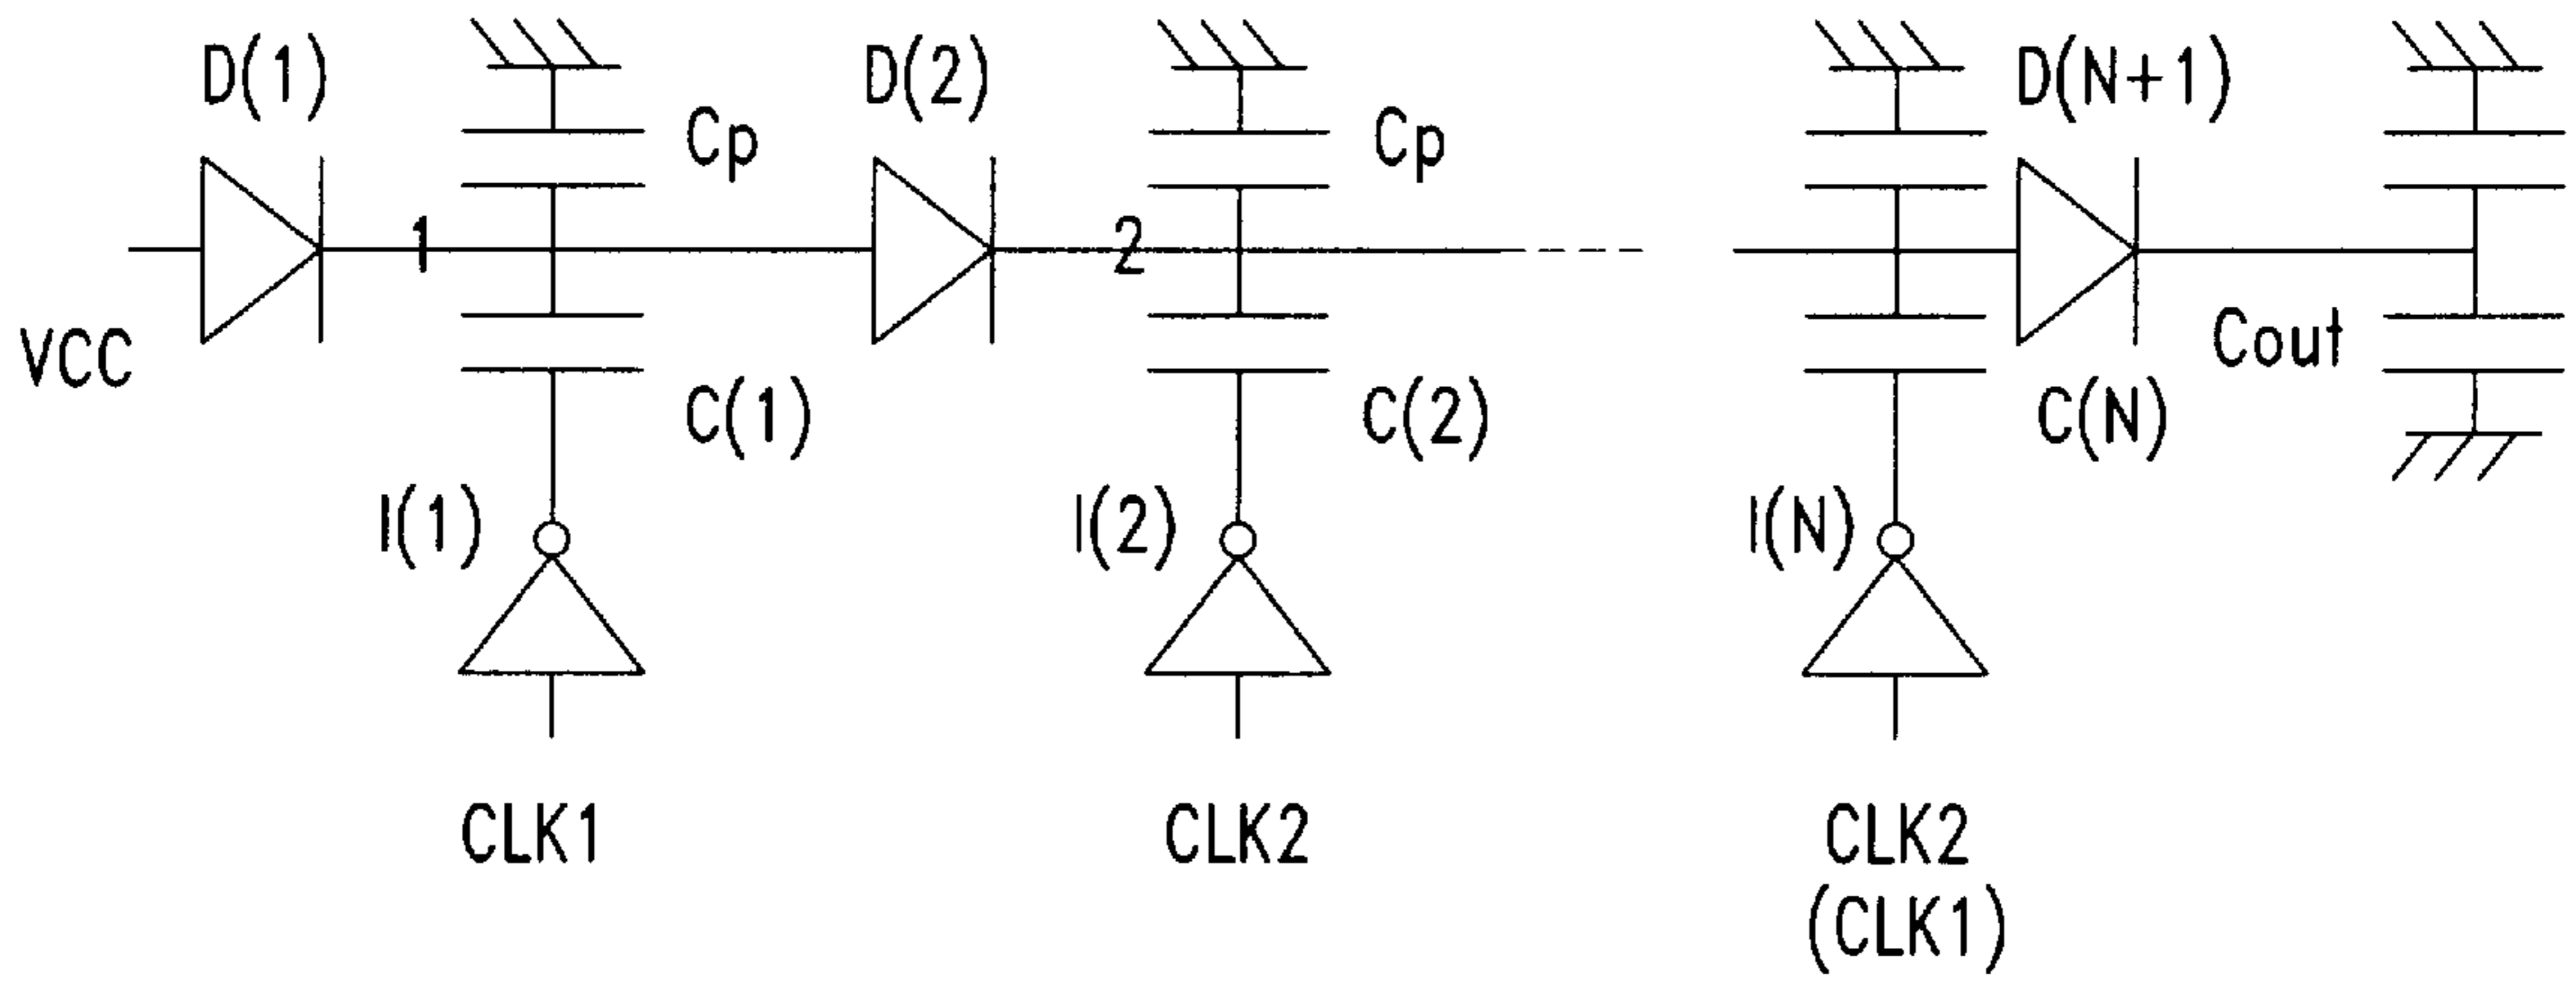 D(1)
Cp
D(2)
Cp
D(N+1)
1
2
VCC
C(1)
C(2)
Cout
C(N)
I(1)
I(2)
I(N)
CLK1
CLK2
CLK2
(CLK1)